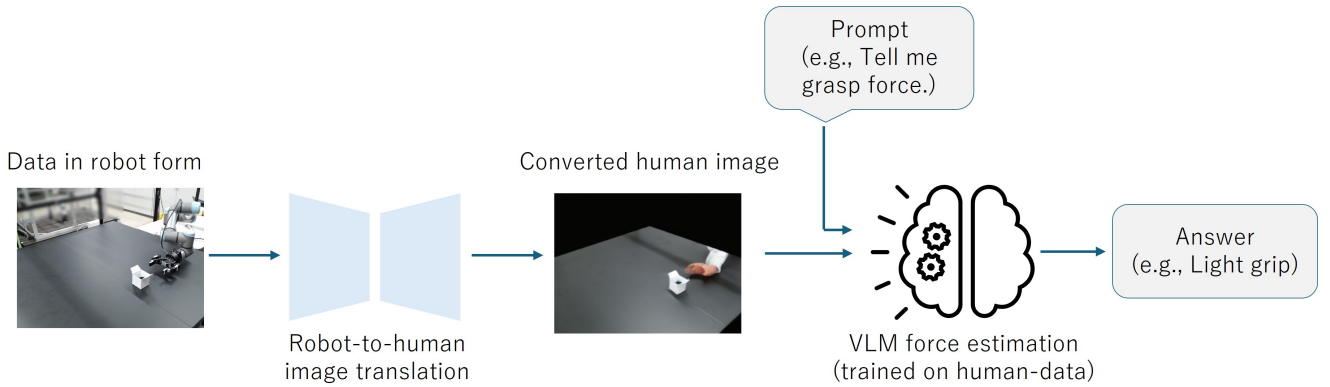 Prompt
(e.g., Tell me
grasp force.)
Data in robot form
Converted human image
Answer
(e.g., Light grip)
Robot-to-human
image translation
VLM force estimation
(trained on human-data)